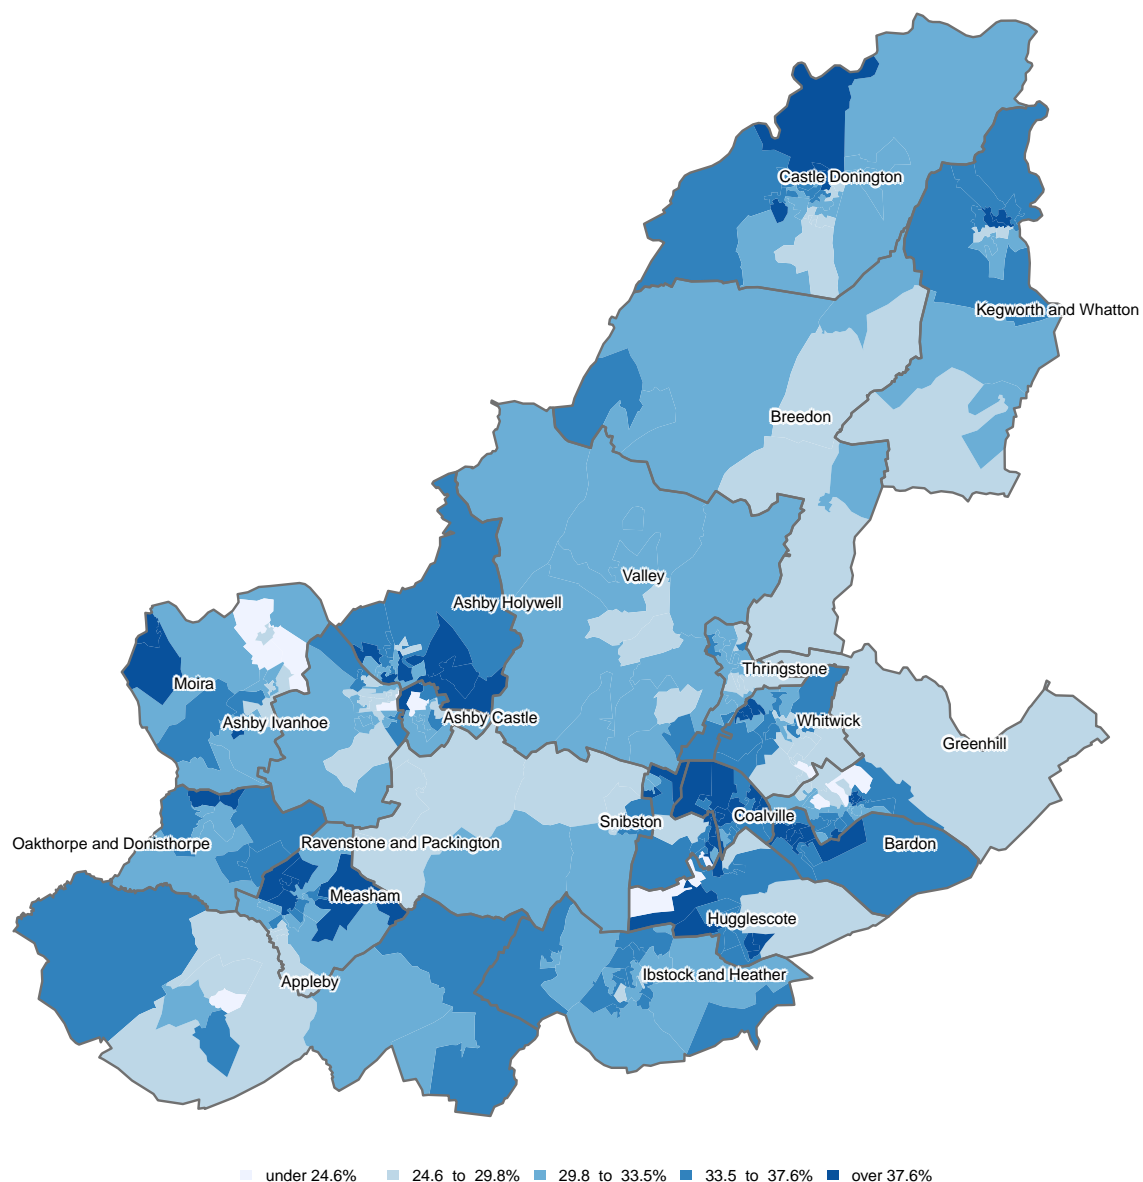 Castle Donington
Kegworth and Whatton
Breedon
Valley
Ashby Holywell
Thringstone
Moira
Ashby Ivanhoe
Ashby Castle
Whitwick
Greenhill
Snibston
Coalville
Oakthorpe and Donisthorpe
Ravenstone and Packington
Bardon
Measham
Hugglescote
Ibstock and Heather
Appleby
under 24.6% 24.6 to 29.8% 29.8 to 33.5% 33.5 to 37.6% over 37.6%